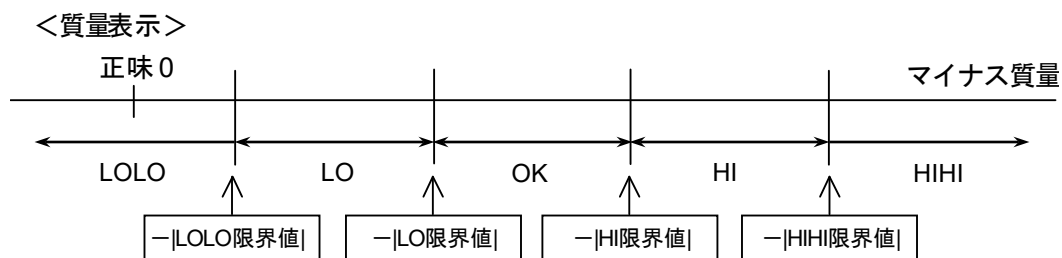 ＜質量表示＞
正味0
マイナス質量
LOLO LO OK HI HIHI
－|LOLO限界値| －|LO限界値| －|HI限界値| －|HIHI限界値|